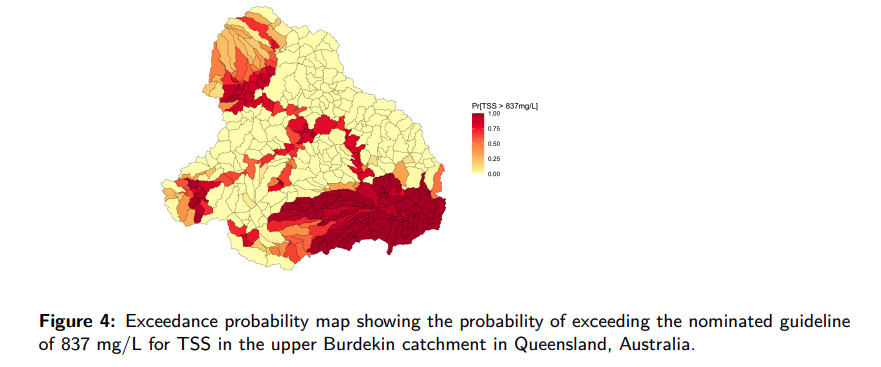 Pr[TSS > 837mg/L]
1.00
0.75
0.50
0.25
0.00
Figure 4: Exceedance probability map showing the probability of exceeding the nominated guideline
of 837 mg/L for TSS in the upper Burdekin catchment in Queensland, Australia.